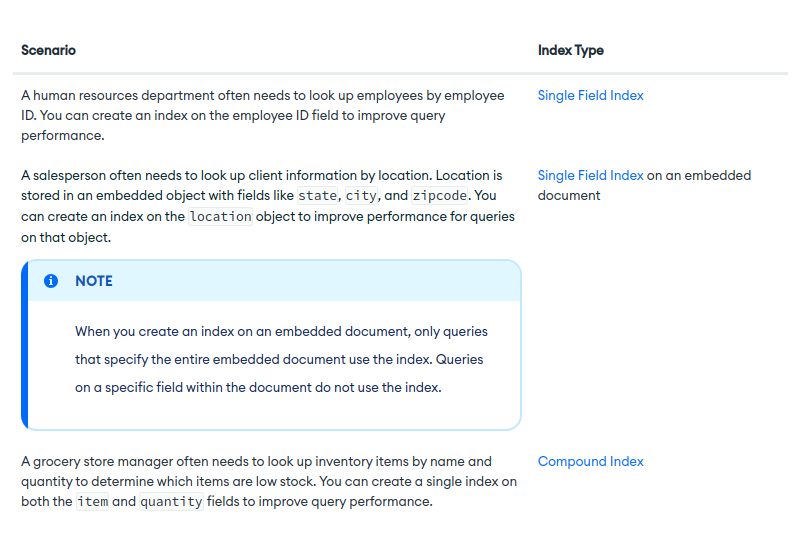 Scenario
Index Type
A human resources department often needs to look up employees by employee
ID. You can create an index on the employee ID field to improve query
performance.
Single Field Index
A salesperson often needs to look up client information by location. Location is
stored in an embedded object with fields like state, city, and zipcode. You
can create an index on the location object to improve performance for queries
on that object.
Single Field Index on an embedded
document
NOTE
When you create an index on an embedded document, only queries
that specify the entire embedded document use the index. Queries
on a specific field within the document do not use the index.
A grocery store manager often needs to look up inventory items by name and
quantity to determine which items are low stock. You can create a single index on
both the item and quantity fields to improve query performance.
Compound Index